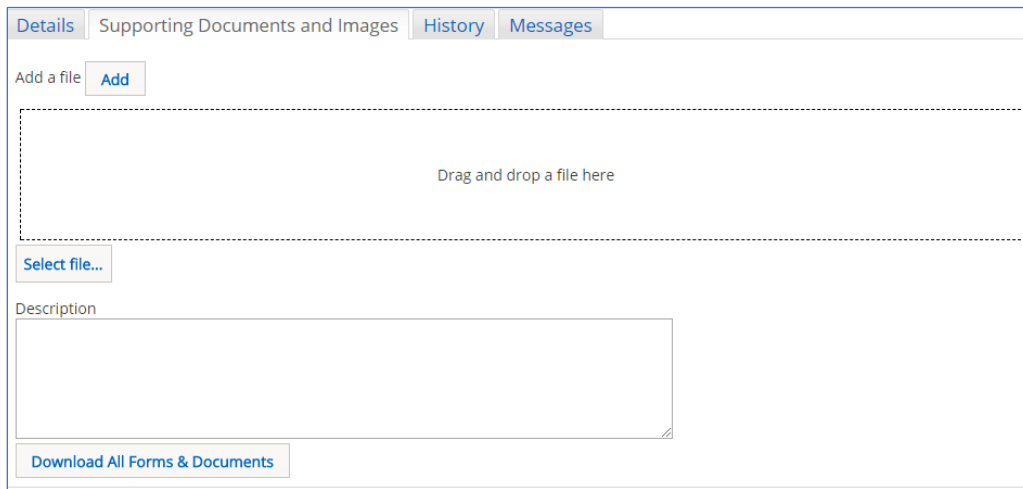 Details Supporting Documents and Images History Messages
Add a file Add
Drag and drop a file here
Select file...
Description
Download All Forms & Documents